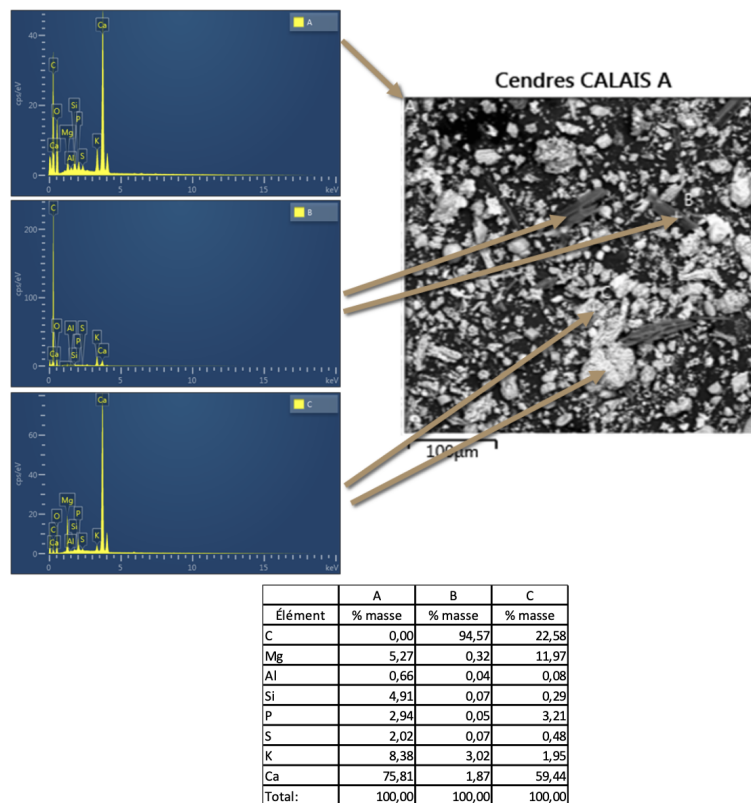 A
40
20
0
cps/eV
Ca
C
O
Si
P
Mg
Ca
Al
S
K
0 5 10 15 keV
B
200
100
0
cps/eV
C
O
Al
S
P
Ca
Si
K
Ca
0 5 10 15 keV
C
60
40
20
0
cps/eV
Ca
Mg
O
P
Si
C
Ca
Al
S
K
0 5 10 15 keV
Cendres CALAIS A
A
B
100µm
A B C
Élément % masse % masse % masse
C 0,00 94,57 22,58
Mg 5,27 0,32 11,97
Al 0,66 0,04 0,08
Si 4,91 0,07 0,29
P 2,94 0,05 3,21
S 2,02 0,07 0,48
K 8,38 3,02 1,95
Ca 75,81 1,87 59,44
Total: 100,00 100,00 100,00